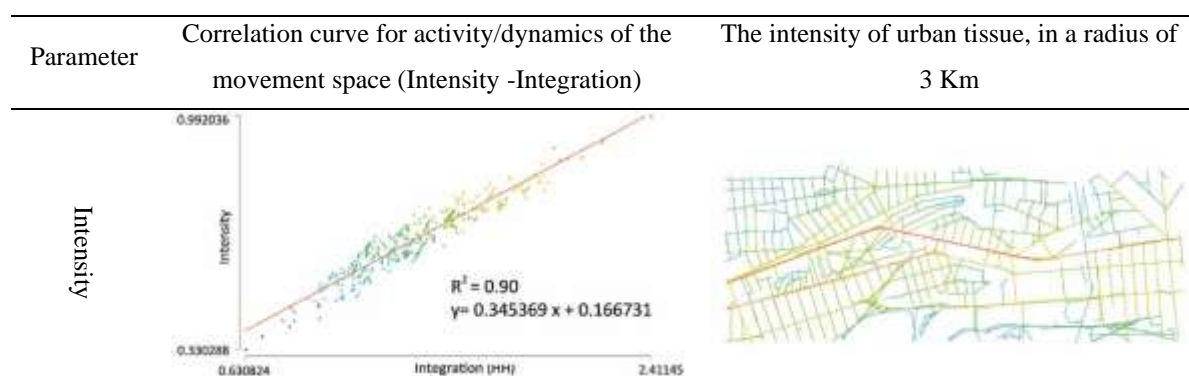 Parameter
Correlation curve for activity/dynamics of the
movement space (Intensity -Integration)
The intensity of urban tissue, in a radius of
3 Km
Intensity
0.992036
Intensity
R² = 0.90
y= 0.345369 x + 0.166731
0.330288
0.630824
Integration (HH)
2.41145